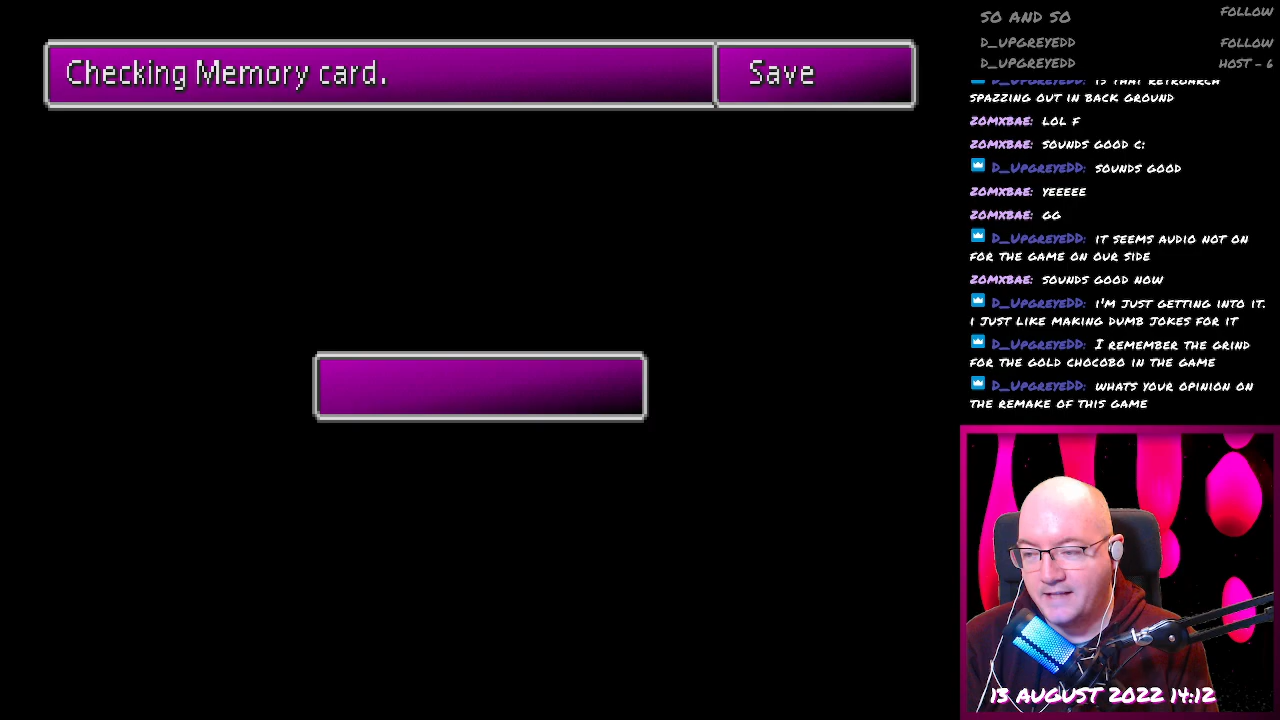 Checking Memory card.
Save
SO AND SO FOLLOW
D_UPGREYEDD FOLLOW
D_UPGREYEDD HOST - 6
D_UPGREYEDD: IS THAT RETROARCH
SPAZZING OUT IN BACK GROUND
ZOMXBAE: LOL F
ZOMXBAE: SOUNDS GOOD C:
D_UPGREYEDD: SOUNDS GOOD
ZOMXBAE: YEEEEE
ZOMXBAE: GG
D_UPGREYEDD: IT SEEMS AUDIO NOT ON
FOR THE GAME ON OUR SIDE
ZOMXBAE: SOUNDS GOOD NOW
D_UPGREYEDD: I'M JUST GETTING INTO IT.
I JUST LIKE MAKING DUMB JOKES FOR IT
D_UPGREYEDD: I REMEMBER THE GRIND
FOR THE GOLD CHOCOBO IN THE GAME
D_UPGREYEDD: WHATS YOUR OPINION ON
THE REMAKE OF THIS GAME
13 AUGUST 2022 14:12